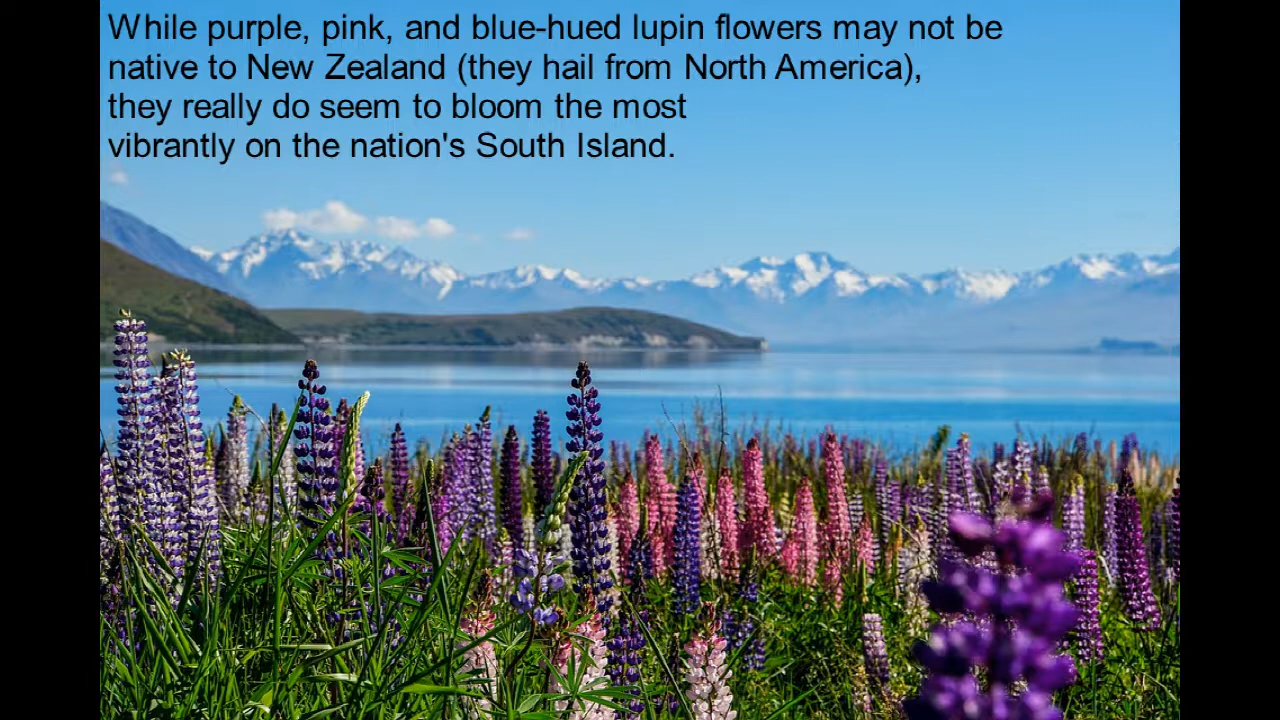 While purple, pink, and blue-hued lupin flowers may not be
native to New Zealand (they hail from North America),
they really do seem to bloom the most
vibrantly on the nation's South Island.